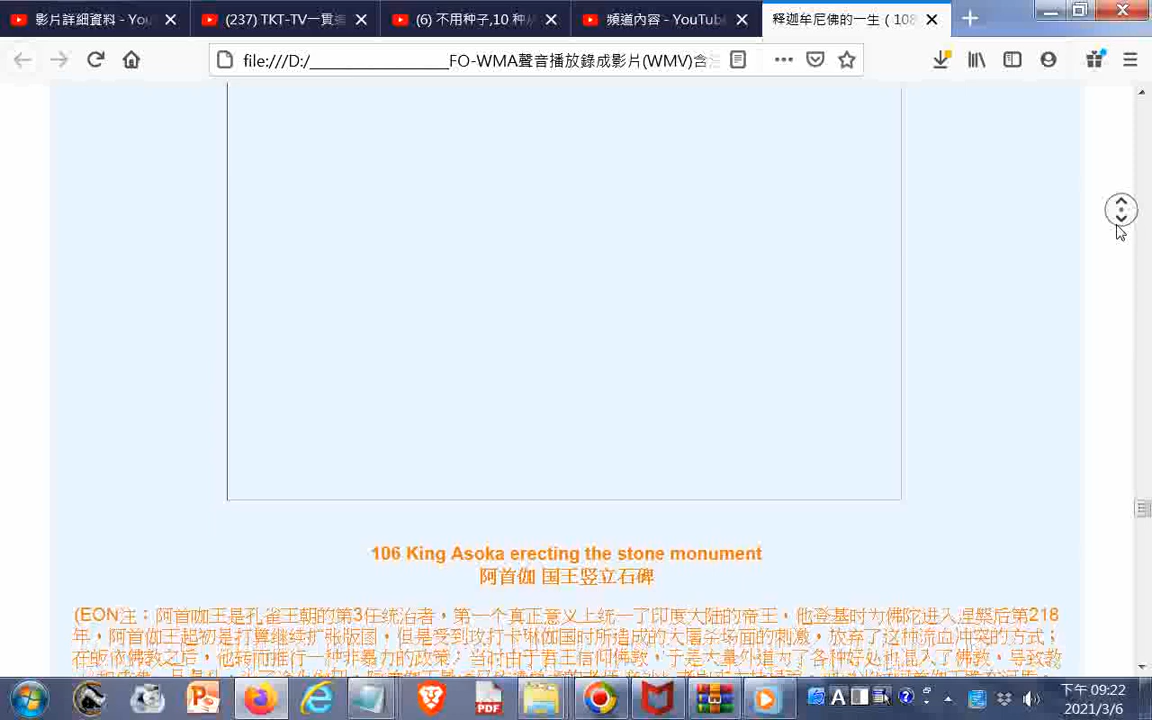 影片詳細資料 - You
(237) TKT-TV一貫
(6) 不用种子,10 种
頻道內容 - YouTub
释迦牟尼佛的一生（108
file:///D:/________________FO-WMA聲音播放錄成影片(WMV)含
106 King Asoka erecting the stone monument
阿首伽 国王竖立石碑
(EON注：阿首咖王是孔雀王朝的第3任统治者，第一个真正意义上统一了印度大陆的帝王，他登基时为佛陀进入涅槃后第218
年，阿首伽王起初是打算继续扩张版图，但是受到攻打卡琳伽国时所造成的大屠杀场面的刺激，放弃了这种流血冲突的方式；
在皈依佛教之后，他转而推行一种非暴力的政策；当时由于君王信仰佛教，于是大量外道为了各种好处也混入了佛教，导致教
下午 09:22
2021/3/6